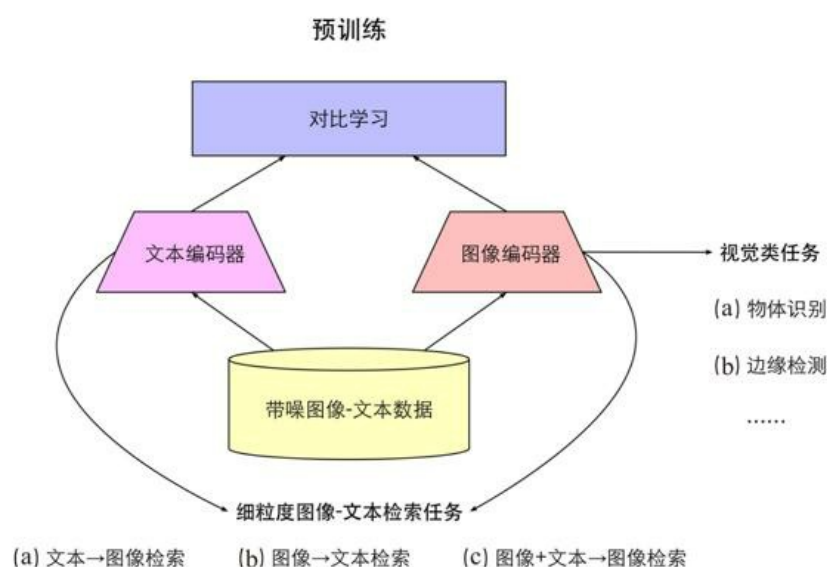 预训练
对比学习
文本编码器
图像编码器
视觉类任务
(a) 物体识别
(b) 边缘检测
······
带噪图像-文本数据
细粒度图像-文本检索任务
(a) 文本→图像检索 (b) 图像→文本检索 (c) 图像+文本→图像检索